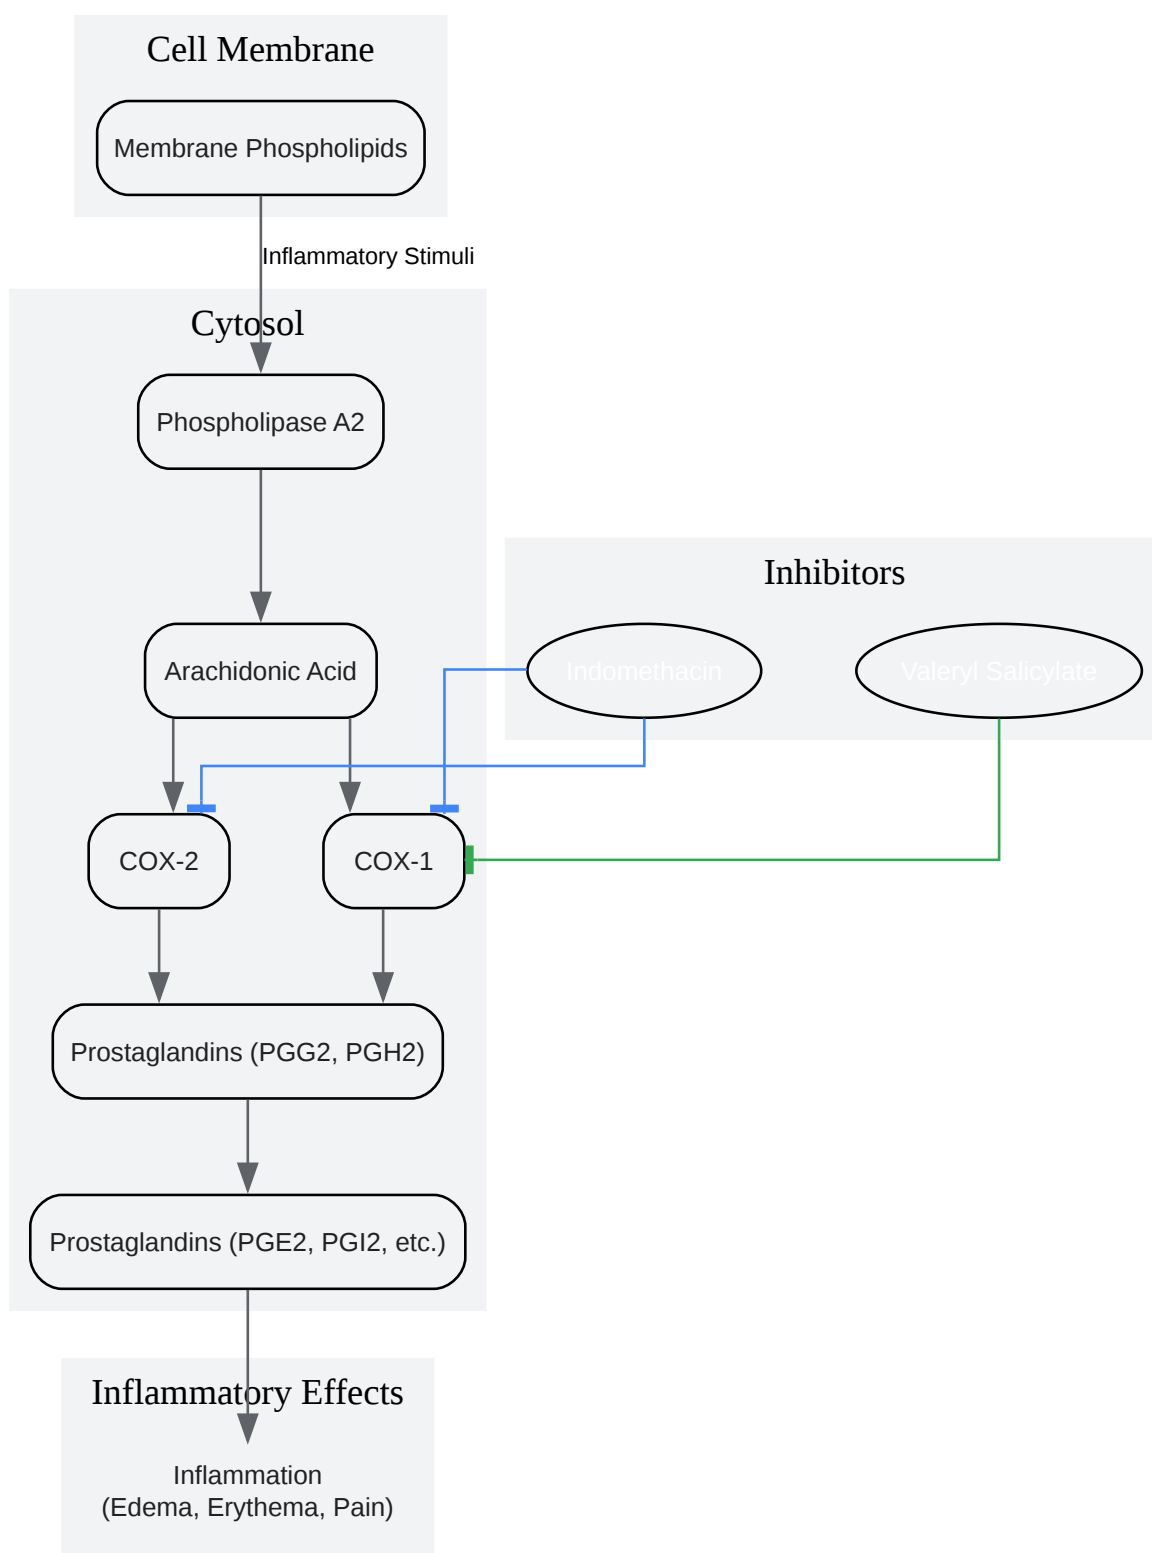 Cell Membrane
Membrane Phospholipids
Inflammatory Stimuli
Cytosol
Phospholipase A2
Inhibitors
Arachidonic Acid
Indomethacin
Valeryl Salicylate
COX-2
COX-1
Prostaglandins (PGG2, PGH2)
Prostaglandins (PGE2, PGI2, etc.)
Inflammatory Effects
Inflammation
(Edema, Erythema, Pain)